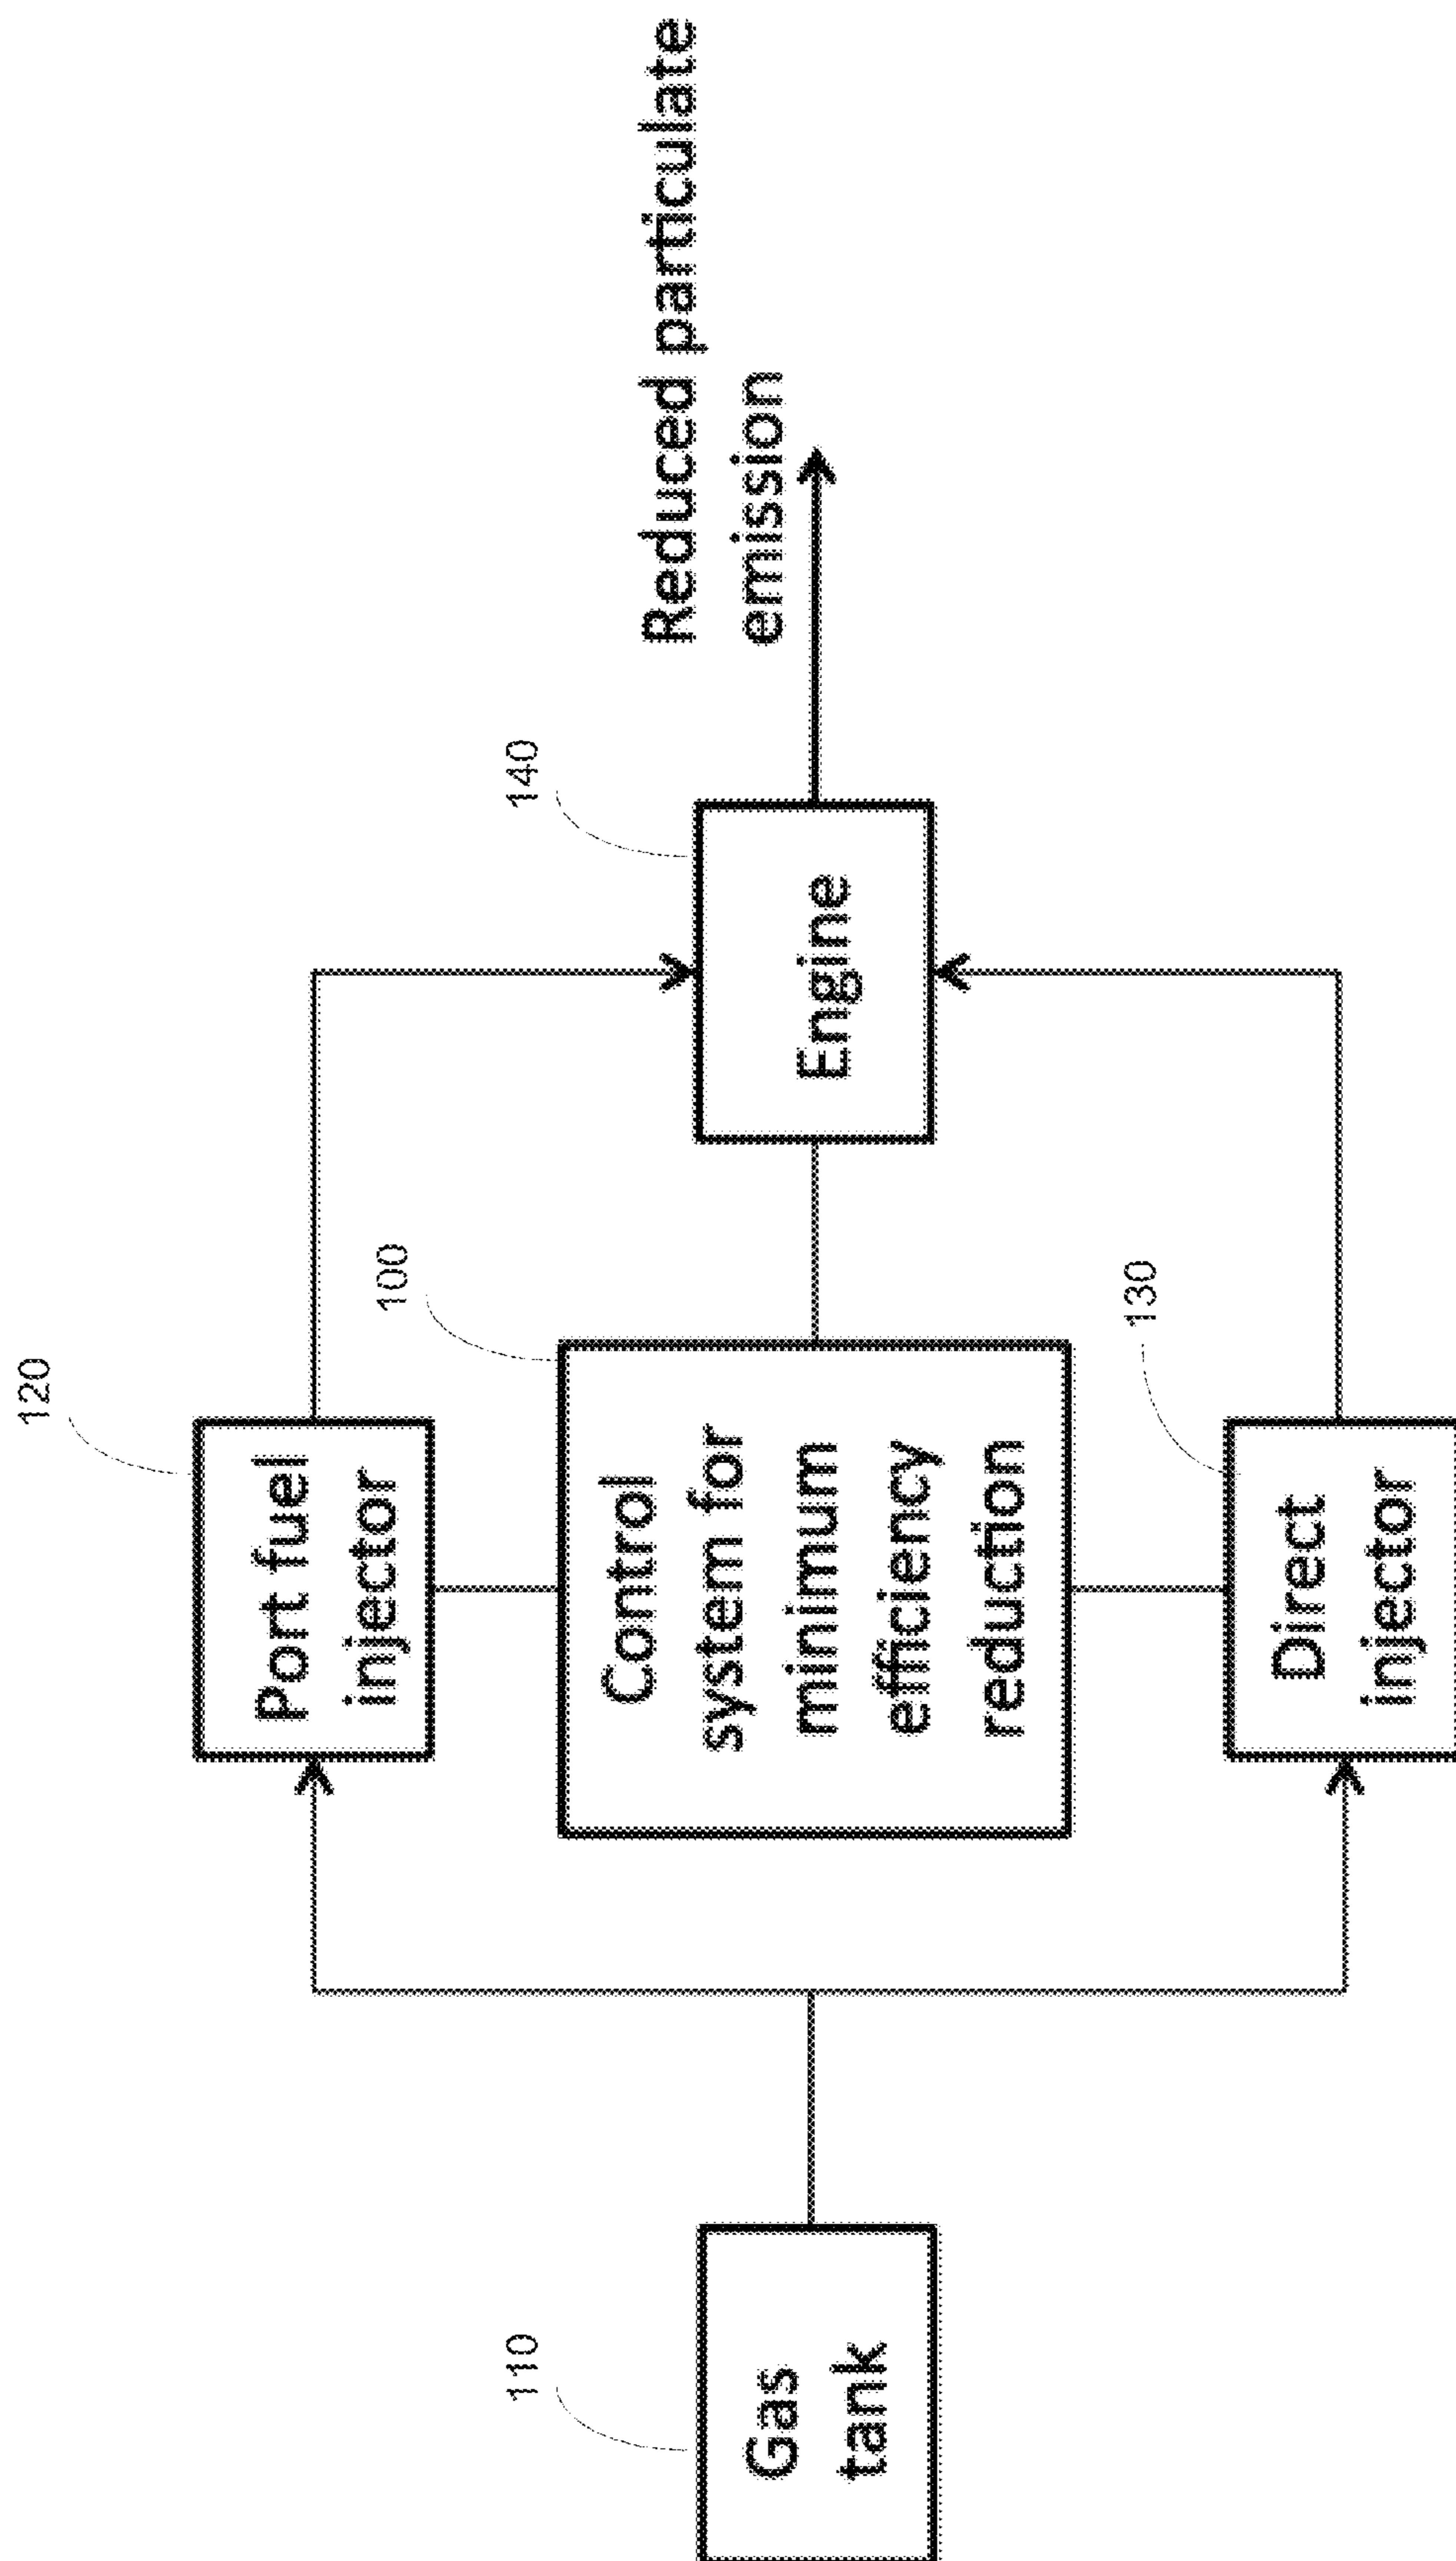 120
Port fuel
injector
110
Gas
tank
100
Control
system for
minimum
efficiency
reduction
140
Engine
Reduced particulate
emission
130
Direct
injector